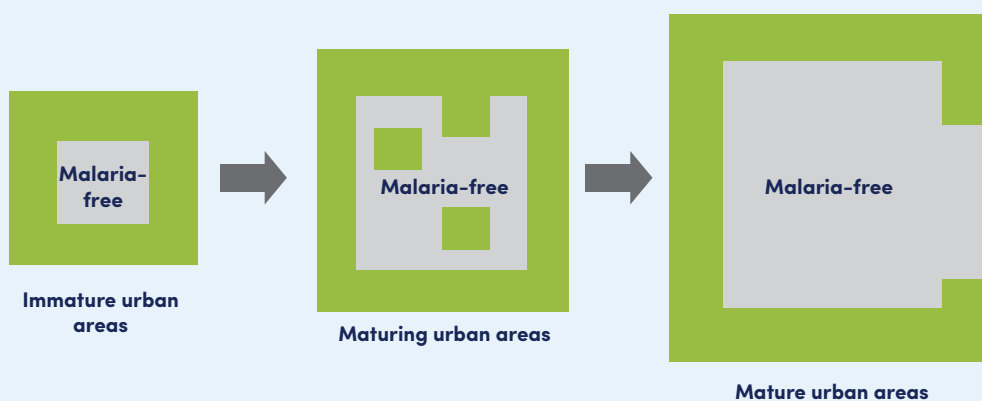 Malaria-
free
Immature urban
areas
Malaria-free
Maturing urban areas
Malaria-free
Mature urban areas